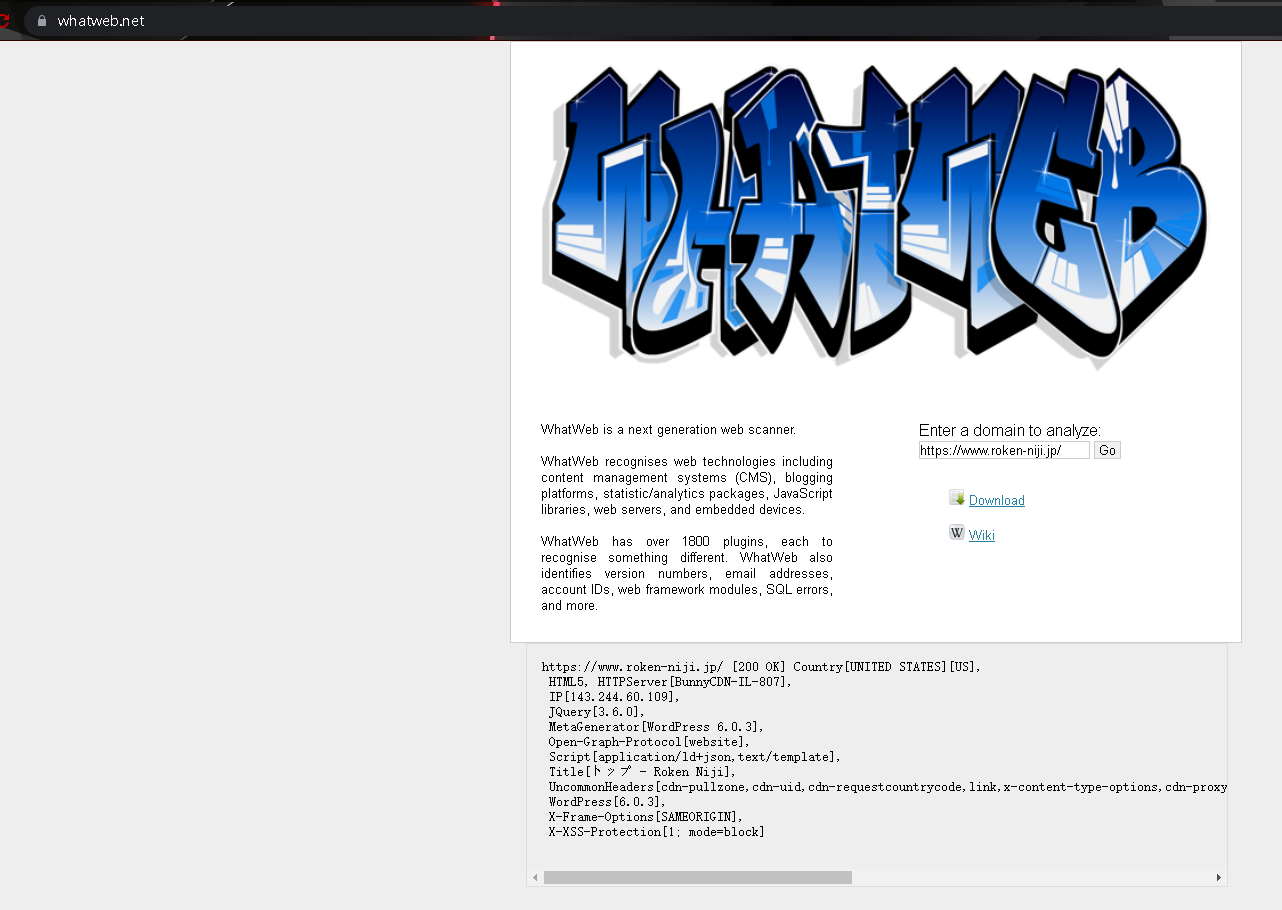 whatweb.net
WHATWEB
WhatWeb is a next generation web scanner.
WhatWeb recognises web technologies including
content management systems (CMS), blogging
platforms, statistic/analytics packages, JavaScript
libraries, web servers, and embedded devices.
WhatWeb has over 1800 plugins, each to
recognise something different. WhatWeb also
identifies version numbers, email addresses,
account IDs, web framework modules, SQL errors,
and more.
Enter a domain to analyze:
https://www.roken-niji.jp/ Go
Download
W Wiki
https://www.roken-niji.jp/ [200 OK] Country[UNITED STATES][US],
HTML5, HTTPServer[BunnyCDN-IL-807],
IP[143.244.60.109],
JQuery[3.6.0],
MetaGenerator[WordPress 6.0.3],
Open-Graph-Protocol[website],
Script[application/ld+json,text/template],
Title[トップ - Roken Niji],
UncommonHeaders[cdn-pullzone,cdn-uid,cdn-requestcountrycode,link,x-content-type-options,cdn-proxy
WordPress[6.0.3],
X-Frame-Options[SAMEORIGIN],
X-XSS-Protection[1; mode=block]